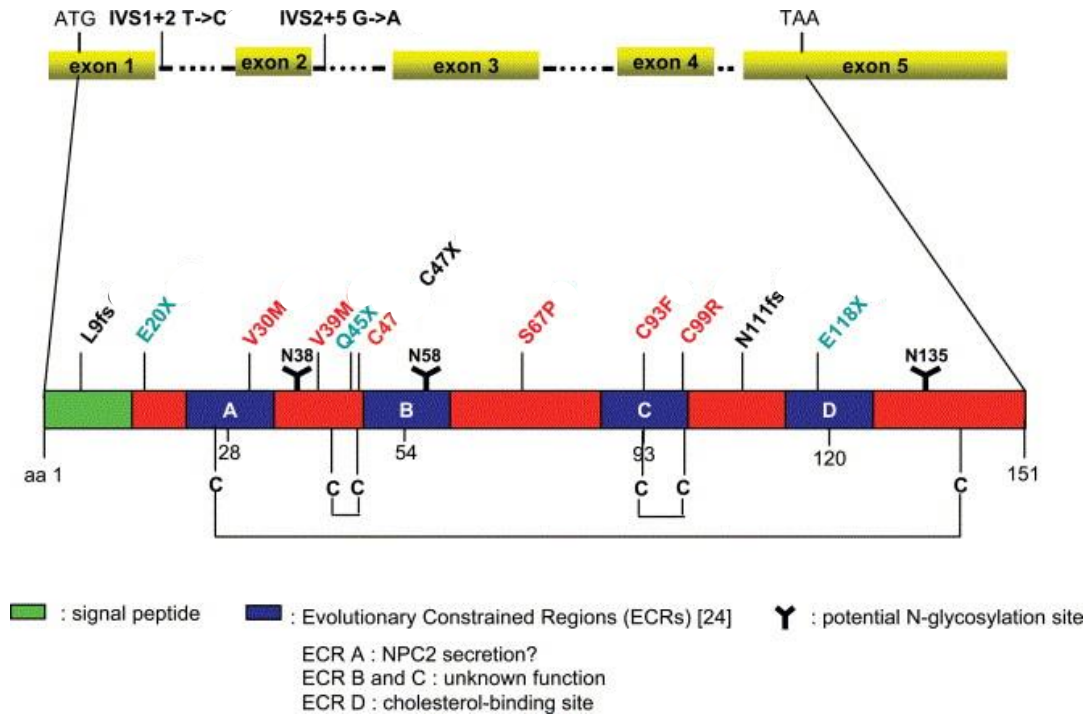 ATG IVS1+2 T->C IVS2+5 G->A TAA
exon 1 exon 2 exon 3 exon 4 exon 5
L9fs E20X V30M V39M Q45X C47 C47X S67P C93F C99R N111fs E118X
N38 N58 N135
A B C D
aa 1 28 54 93 120 151
C C C C C C
: signal peptide : Evolutionary Constrained Regions (ECRs) [24] : potential N-glycosylation site
ECR A : NPC2 secretion?
ECR B and C : unknown function
ECR D : cholesterol-binding site